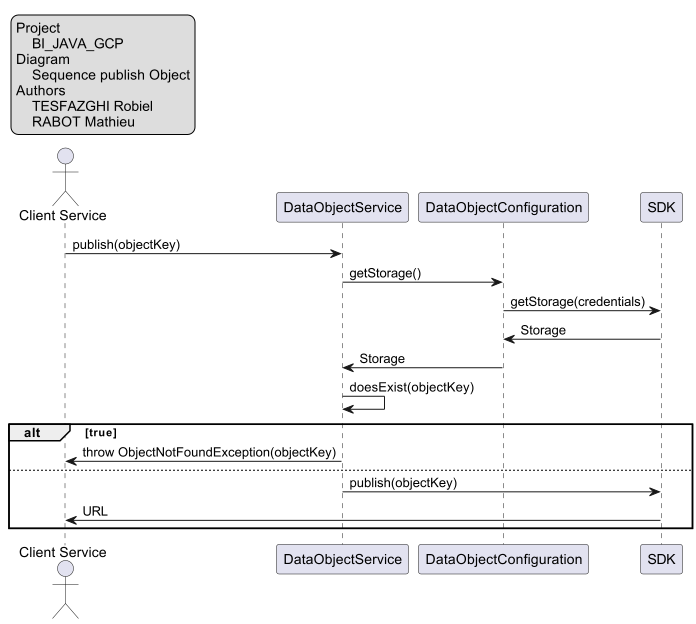 Project
BI_JAVA_GCP
Diagram
Sequence publish Object
Authors
TESFAZGHI Robiel
RABOT Mathieu
Client Service
DataObjectService
DataObjectConfiguration
SDK
publish(objectKey)
getStorage()
getStorage(credentials)
Storage
Storage
doesExist(objectKey)
alt [true]
throw ObjectNotFoundException(objectKey)
publish(objectKey)
URL
Client Service
DataObjectService
DataObjectConfiguration
SDK